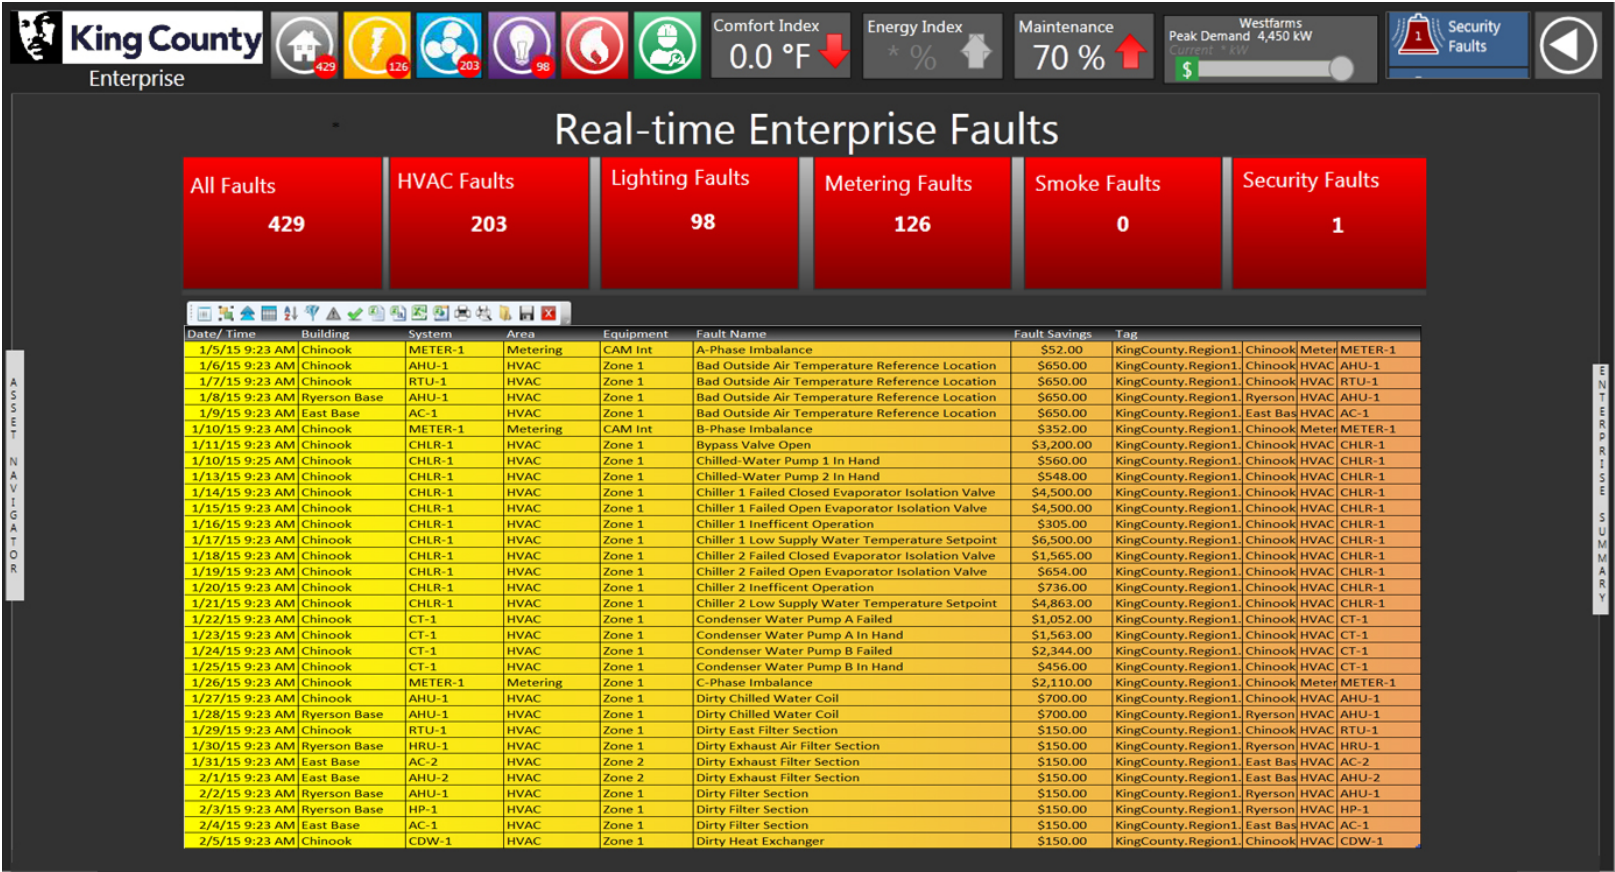 King County
Enterprise
429
126
203
98
Comfort Index
0.0 °F
Energy Index
* %
Maintenance
70 %
Westfarms
Peak Demand 4,450 kW
Current * kW
$
1
Security
Faults
Real-time Enterprise Faults
All Faults
429
HVAC Faults
203
Lighting Faults
98
Metering Faults
126
Smoke Faults
0
Security Faults
1
ASSET NAVIGATOR
ENTERPRISE SUMMARY
Date/ Time Building System Area Equipment Fault Name Fault Savings Tag
1/5/15 9:23 AM Chinook METER-1 Metering CAM Int A-Phase Imbalance $52.00 KingCounty.Region1. Chinook Meter METER-1
1/6/15 9:23 AM Chinook AHU-1 HVAC Zone 1 Bad Outside Air Temperature Reference Location $650.00 KingCounty.Region1. Chinook HVAC AHU-1
1/7/15 9:23 AM Chinook RTU-1 HVAC Zone 1 Bad Outside Air Temperature Reference Location $650.00 KingCounty.Region1. Chinook HVAC RTU-1
1/8/15 9:23 AM Ryerson Base AHU-1 HVAC Zone 1 Bad Outside Air Temperature Reference Location $650.00 KingCounty.Region1. Ryerson HVAC AHU-1
1/9/15 9:23 AM East Base AC-1 HVAC Zone 1 Bad Outside Air Temperature Reference Location $650.00 KingCounty.Region1. East Bas HVAC AC-1
1/10/15 9:23 AM Chinook METER-1 Metering CAM Int B-Phase Imbalance $352.00 KingCounty.Region1. Chinook Meter METER-1
1/11/15 9:23 AM Chinook CHLR-1 HVAC Zone 1 Bypass Valve Open $3,200.00 KingCounty.Region1. Chinook HVAC CHLR-1
1/10/15 9:25 AM Chinook CHLR-1 HVAC Zone 1 Chilled-Water Pump 1 In Hand $560.00 KingCounty.Region1. Chinook HVAC CHLR-1
1/13/15 9:23 AM Chinook CHLR-1 HVAC Zone 1 Chilled-Water Pump 2 In Hand $548.00 KingCounty.Region1. Chinook HVAC CHLR-1
1/14/15 9:23 AM Chinook CHLR-1 HVAC Zone 1 Chiller 1 Failed Closed Evaporator Isolation Valve $4,500.00 KingCounty.Region1. Chinook HVAC CHLR-1
1/15/15 9:23 AM Chinook CHLR-1 HVAC Zone 1 Chiller 1 Failed Open Evaporator Isolation Valve $4,500.00 KingCounty.Region1. Chinook HVAC CHLR-1
1/16/15 9:23 AM Chinook CHLR-1 HVAC Zone 1 Chiller 1 Inefficent Operation $305.00 KingCounty.Region1. Chinook HVAC CHLR-1
1/17/15 9:23 AM Chinook CHLR-1 HVAC Zone 1 Chiller 1 Low Supply Water Temperature Setpoint $6,500.00 KingCounty.Region1. Chinook HVAC CHLR-1
1/18/15 9:23 AM Chinook CHLR-1 HVAC Zone 1 Chiller 2 Failed Closed Evaporator Isolation Valve $1,565.00 KingCounty.Region1. Chinook HVAC CHLR-1
1/19/15 9:23 AM Chinook CHLR-1 HVAC Zone 1 Chiller 2 Failed Open Evaporator Isolation Valve $654.00 KingCounty.Region1. Chinook HVAC CHLR-1
1/20/15 9:23 AM Chinook CHLR-1 HVAC Zone 1 Chiller 2 Inefficent Operation $736.00 KingCounty.Region1. Chinook HVAC CHLR-1
1/21/15 9:23 AM Chinook CHLR-1 HVAC Zone 1 Chiller 2 Low Supply Water Temperature Setpoint $4,863.00 KingCounty.Region1. Chinook HVAC CHLR-1
1/22/15 9:23 AM Chinook CT-1 HVAC Zone 1 Condenser Water Pump A Failed $1,052.00 KingCounty.Region1. Chinook HVAC CT-1
1/23/15 9:23 AM Chinook CT-1 HVAC Zone 1 Condenser Water Pump A In Hand $1,563.00 KingCounty.Region1. Chinook HVAC CT-1
1/24/15 9:23 AM Chinook CT-1 HVAC Zone 1 Condenser Water Pump B Failed $2,344.00 KingCounty.Region1. Chinook HVAC CT-1
1/25/15 9:23 AM Chinook CT-1 HVAC Zone 1 Condenser Water Pump B In Hand $456.00 KingCounty.Region1. Chinook HVAC CT-1
1/26/15 9:23 AM Chinook METER-1 Metering Zone 1 C-Phase Imbalance $2,110.00 KingCounty.Region1. Chinook Meter METER-1
1/27/15 9:23 AM Chinook AHU-1 HVAC Zone 1 Dirty Chilled Water Coil $700.00 KingCounty.Region1. Chinook HVAC AHU-1
1/28/15 9:23 AM Ryerson Base AHU-1 HVAC Zone 1 Dirty Chilled Water Coil $700.00 KingCounty.Region1. Ryerson HVAC AHU-1
1/29/15 9:23 AM Chinook RTU-1 HVAC Zone 1 Dirty East Filter Section $150.00 KingCounty.Region1. Chinook HVAC RTU-1
1/30/15 9:23 AM Ryerson Base HRU-1 HVAC Zone 1 Dirty Exhaust Air Filter Section $150.00 KingCounty.Region1. Ryerson HVAC HRU-1
1/31/15 9:23 AM East Base AC-2 HVAC Zone 2 Dirty Exhaust Filter Section $150.00 KingCounty.Region1. East Bas HVAC AC-2
2/1/15 9:23 AM East Base AHU-2 HVAC Zone 2 Dirty Exhaust Filter Section $150.00 KingCounty.Region1. East Bas HVAC AHU-2
2/2/15 9:23 AM Ryerson Base AHU-1 HVAC Zone 1 Dirty Filter Section $150.00 KingCounty.Region1. Ryerson HVAC AHU-1
2/3/15 9:23 AM Ryerson Base HP-1 HVAC Zone 1 Dirty Filter Section $150.00 KingCounty.Region1. Ryerson HVAC HP-1
2/4/15 9:23 AM East Base AC-1 HVAC Zone 1 Dirty Filter Section $150.00 KingCounty.Region1. East Bas HVAC AC-1
2/5/15 9:23 AM Chinook CDW-1 HVAC Zone 1 Dirty Heat Exchanger $150.00 KingCounty.Region1. Chinook HVAC CDW-1